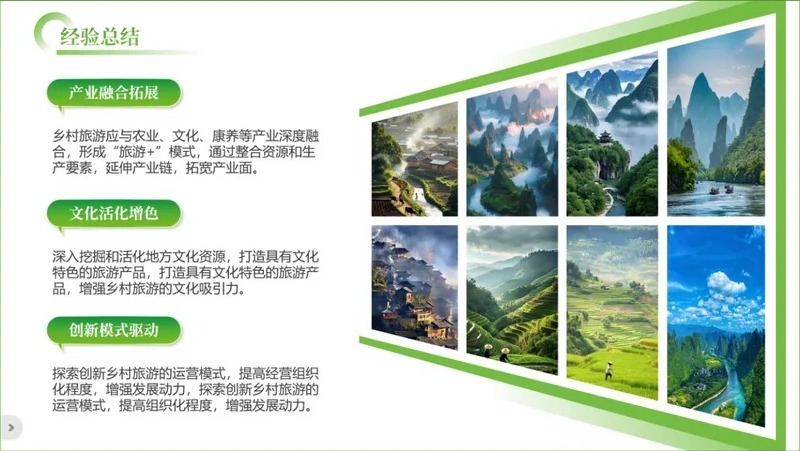 经验总结
产业融合拓展
乡村旅游应与农业、文化、康养等产业深度融
合，形成“旅游+”模式，通过整合资源和生
产要素，延伸产业链，拓宽产业面。
文化活化增色
深入挖掘和活化地方文化资源，打造具有文化
特色的旅游产品，打造具有文化特色的旅游产
品，增强乡村旅游的文化吸引力。
创新模式驱动
探索创新乡村旅游的运营模式，提高经营组织
化程度，增强发展动力，探索创新乡村旅游的
运营模式，提高组织化程度，增强发展动力。